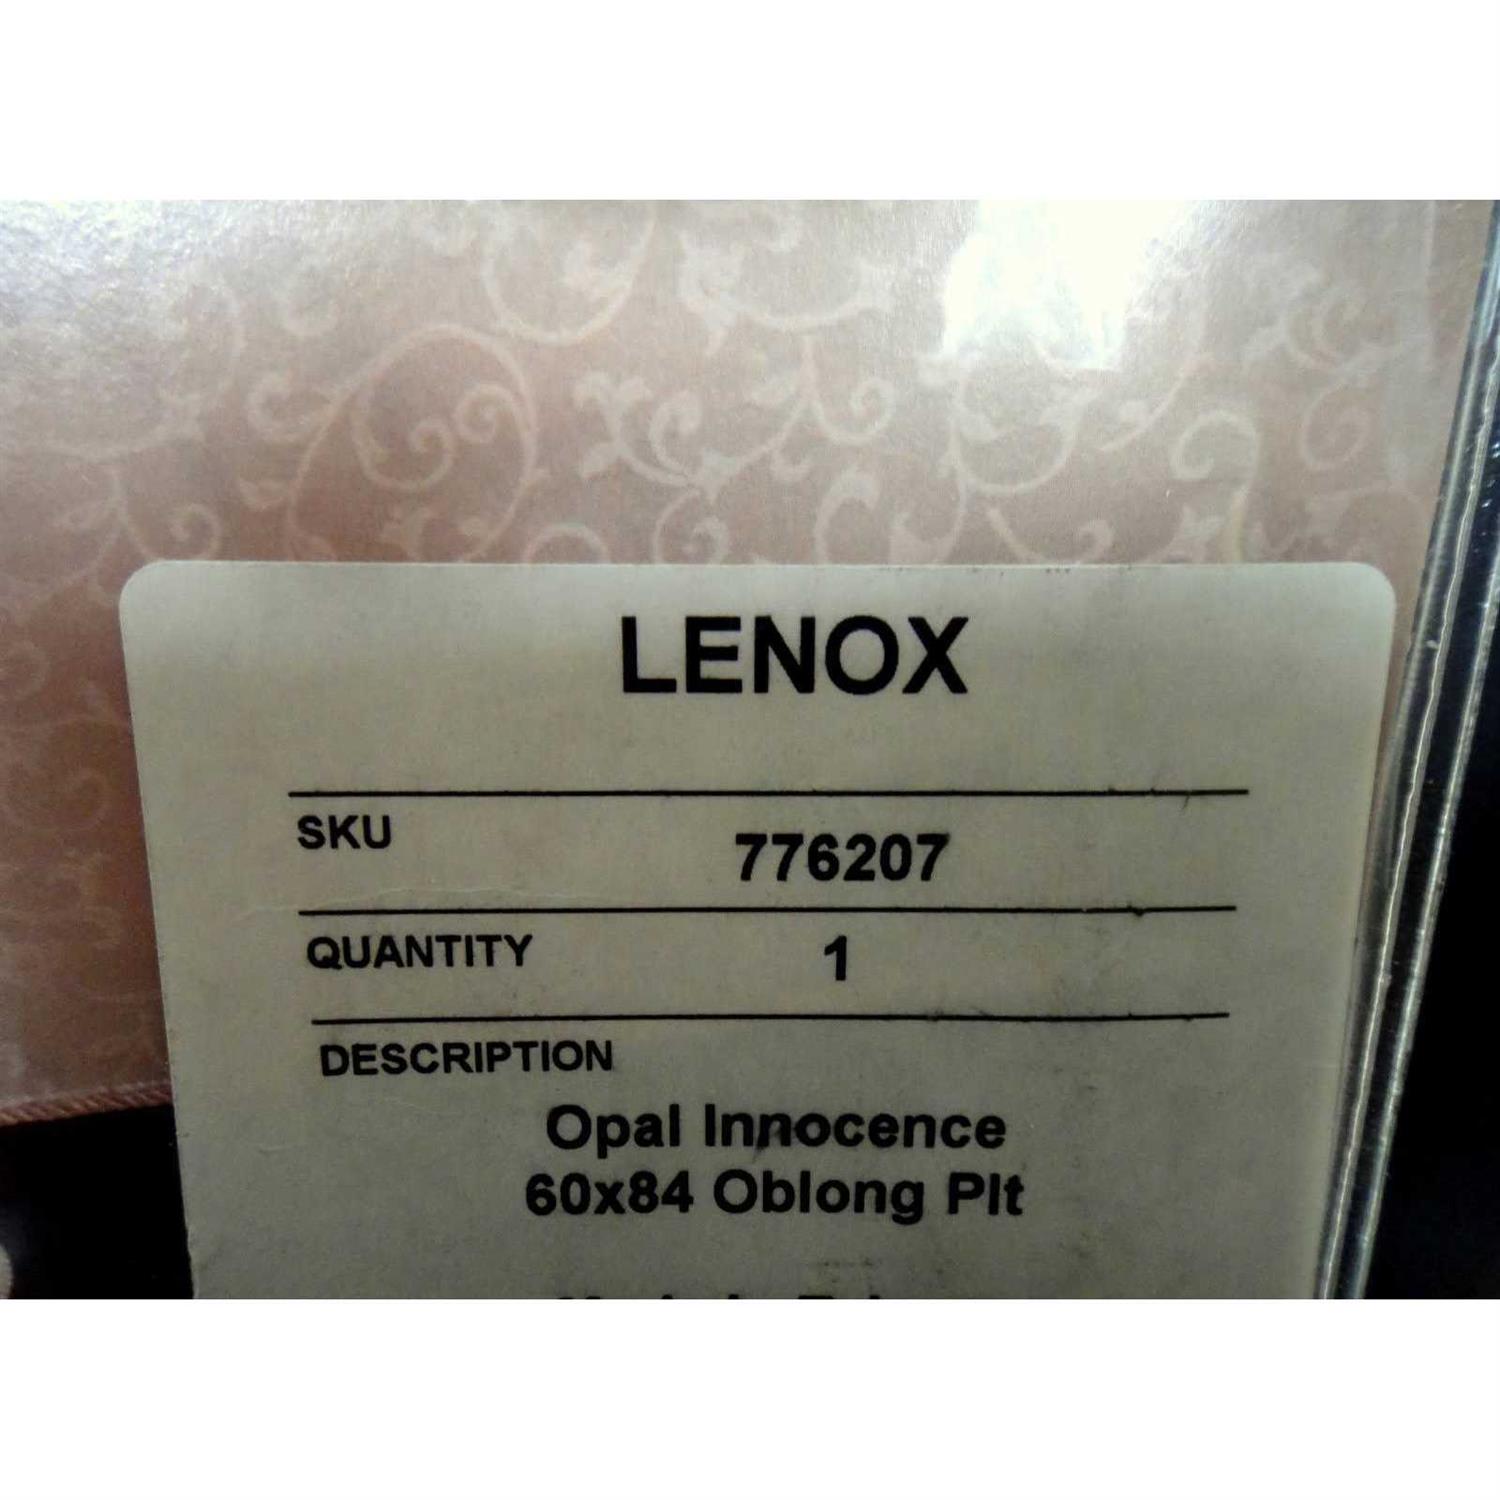 LENOX
SKU 776207
QUANTITY 1
DESCRIPTION
Opal Innocence
60x84 Oblong Plt